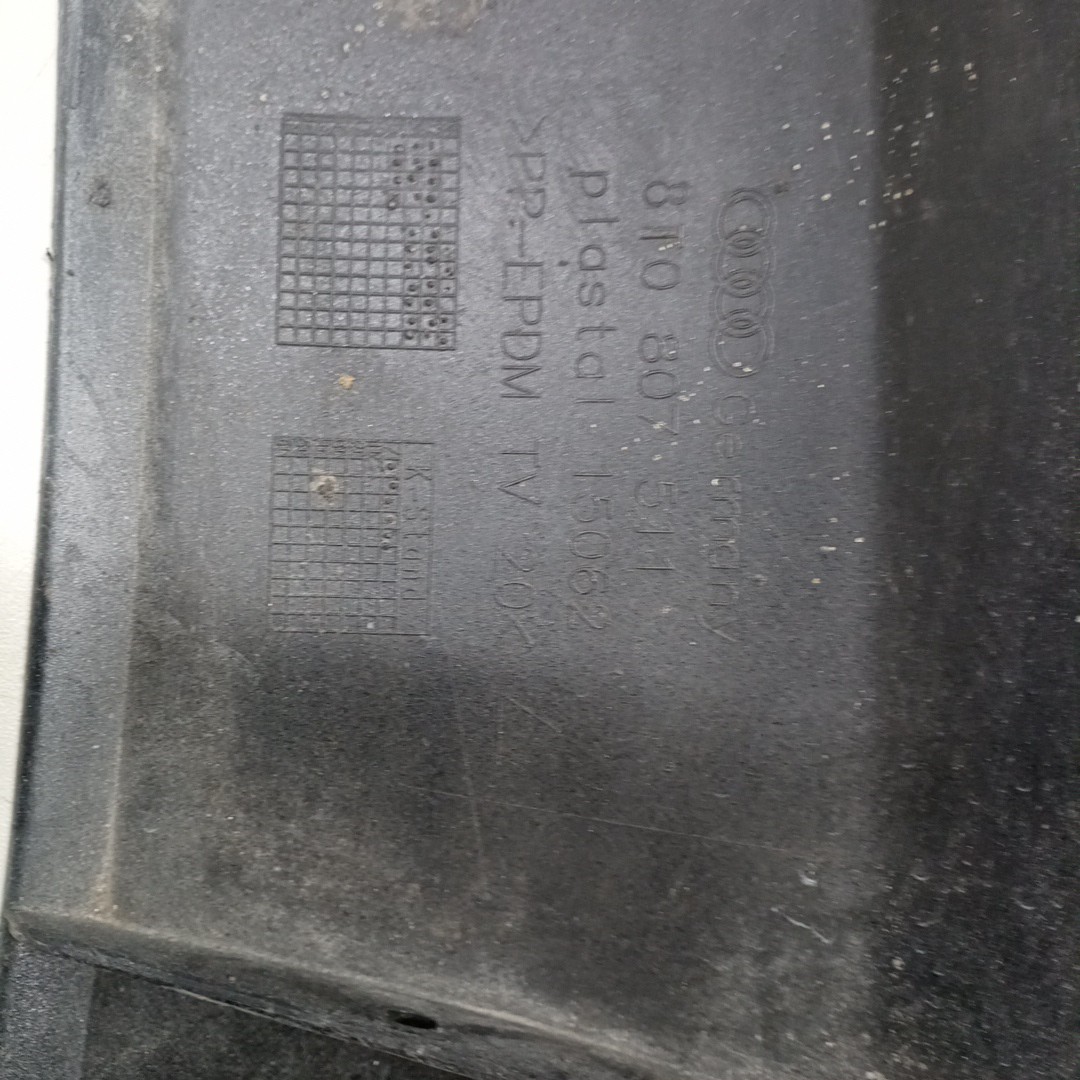 Germany
8T0 807 511
plastal 15062
>PP-EPDM TV 20<
K-Stand